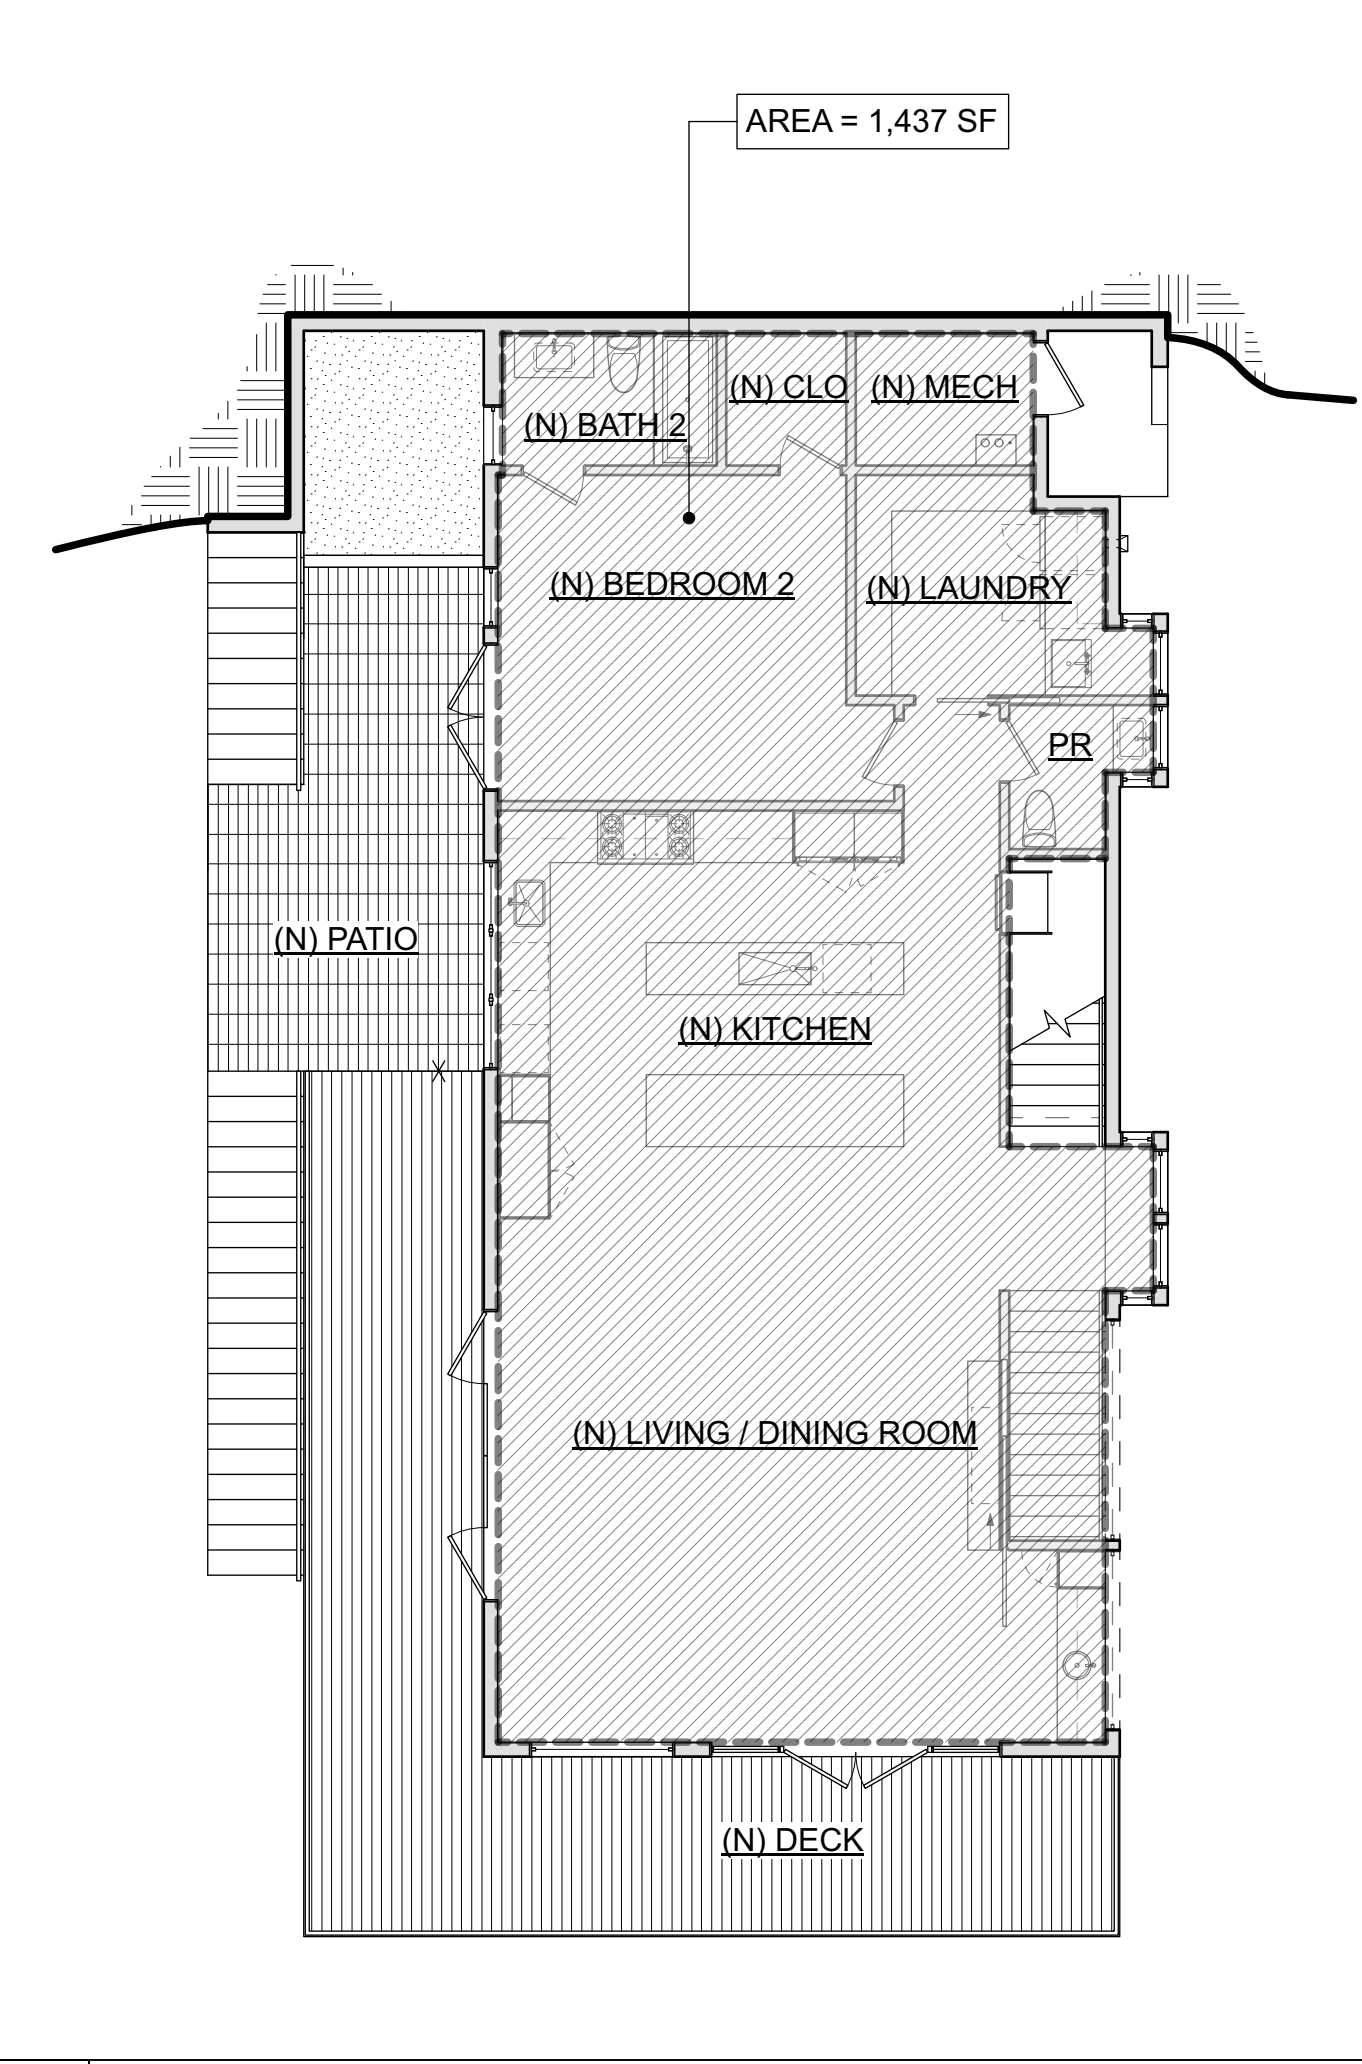 AREA = 1,437 SF
(N) CLO
(N) MECH
(N) BATH 2
(N) BEDROOM 2
(N) LAUNDRY
PR
(N) PATIO
(N) KITCHEN
(N) LIVING / DINING ROOM
(N) DECK